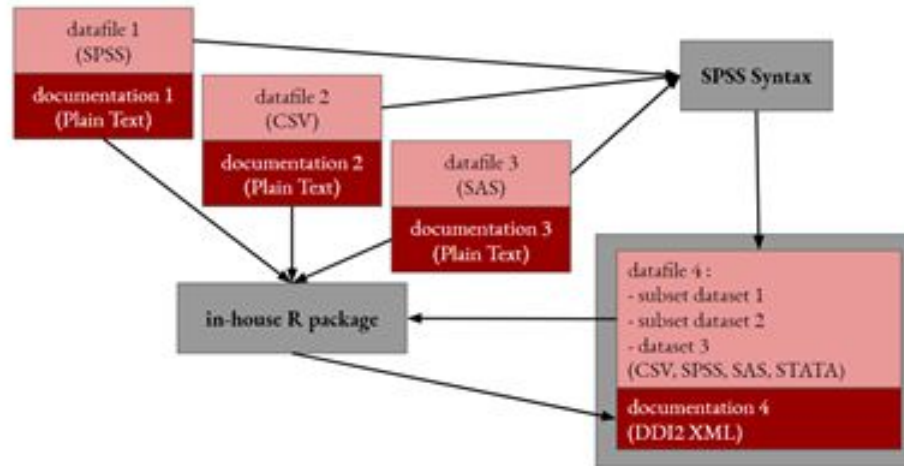 datafile 1
(SPSS)
documentation 1
(Plain Text)
datafile 2
(CSV)
documentation 2
(Plain Text)
datafile 3
(SAS)
documentation 3
(Plain Text)
SPSS Syntax
in-house R package
datafile 4 :
- subset dataset 1
- subset dataset 2
- dataset 3
(CSV, SPSS, SAS, STATA)
documentation 4
(DDI2 XML)